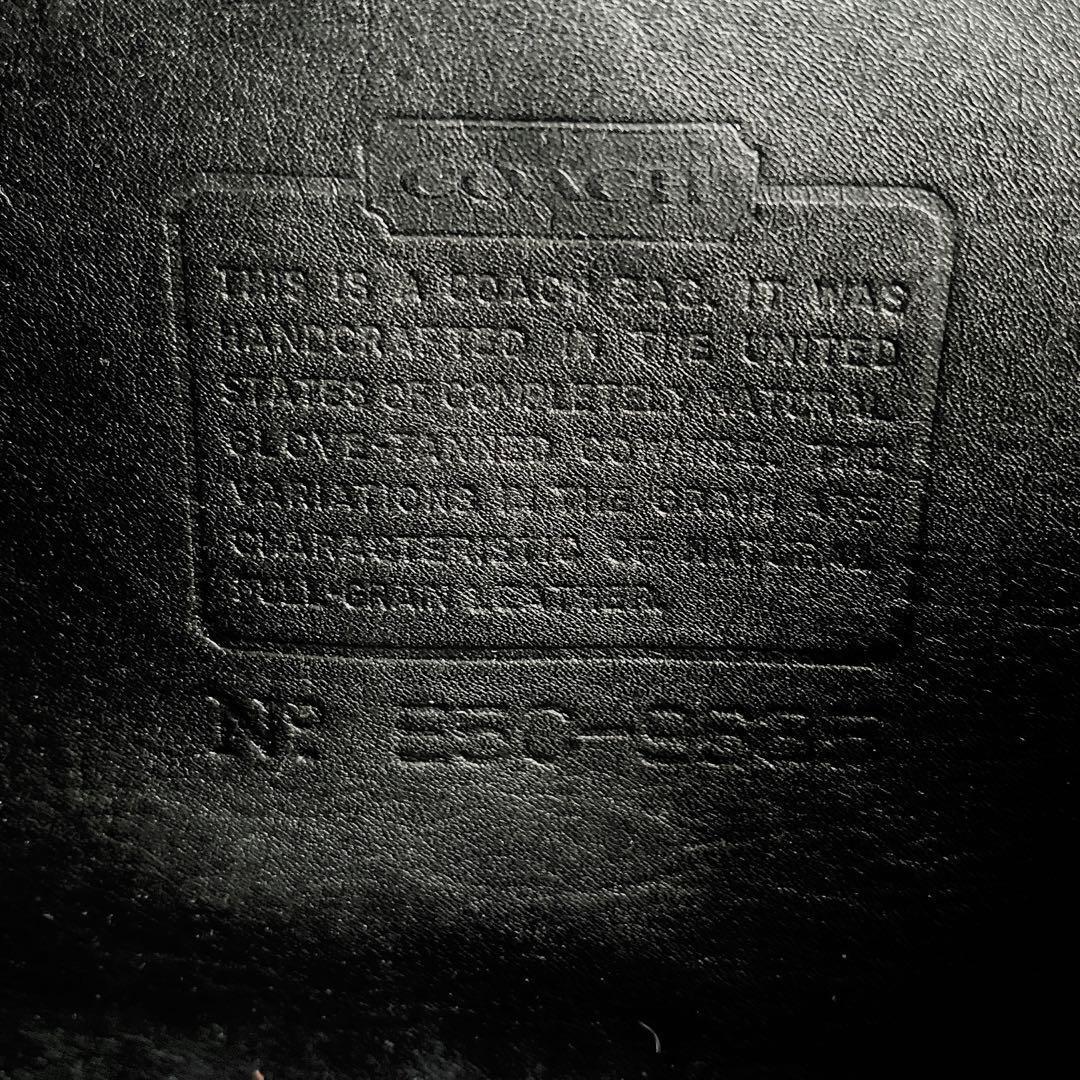 COACH
THIS IS A COACH BAG. IT WAS
HANDCRAFTED IN THE UNITED
STATES OF COMPLETELY NATURAL
GLOVE-TANNED COWHIDE. THE
VARIATIONS IN THE GRAIN ARE
CHARACTERISTIC OF NATURAL
FULL-GRAIN LEATHER.
Nº